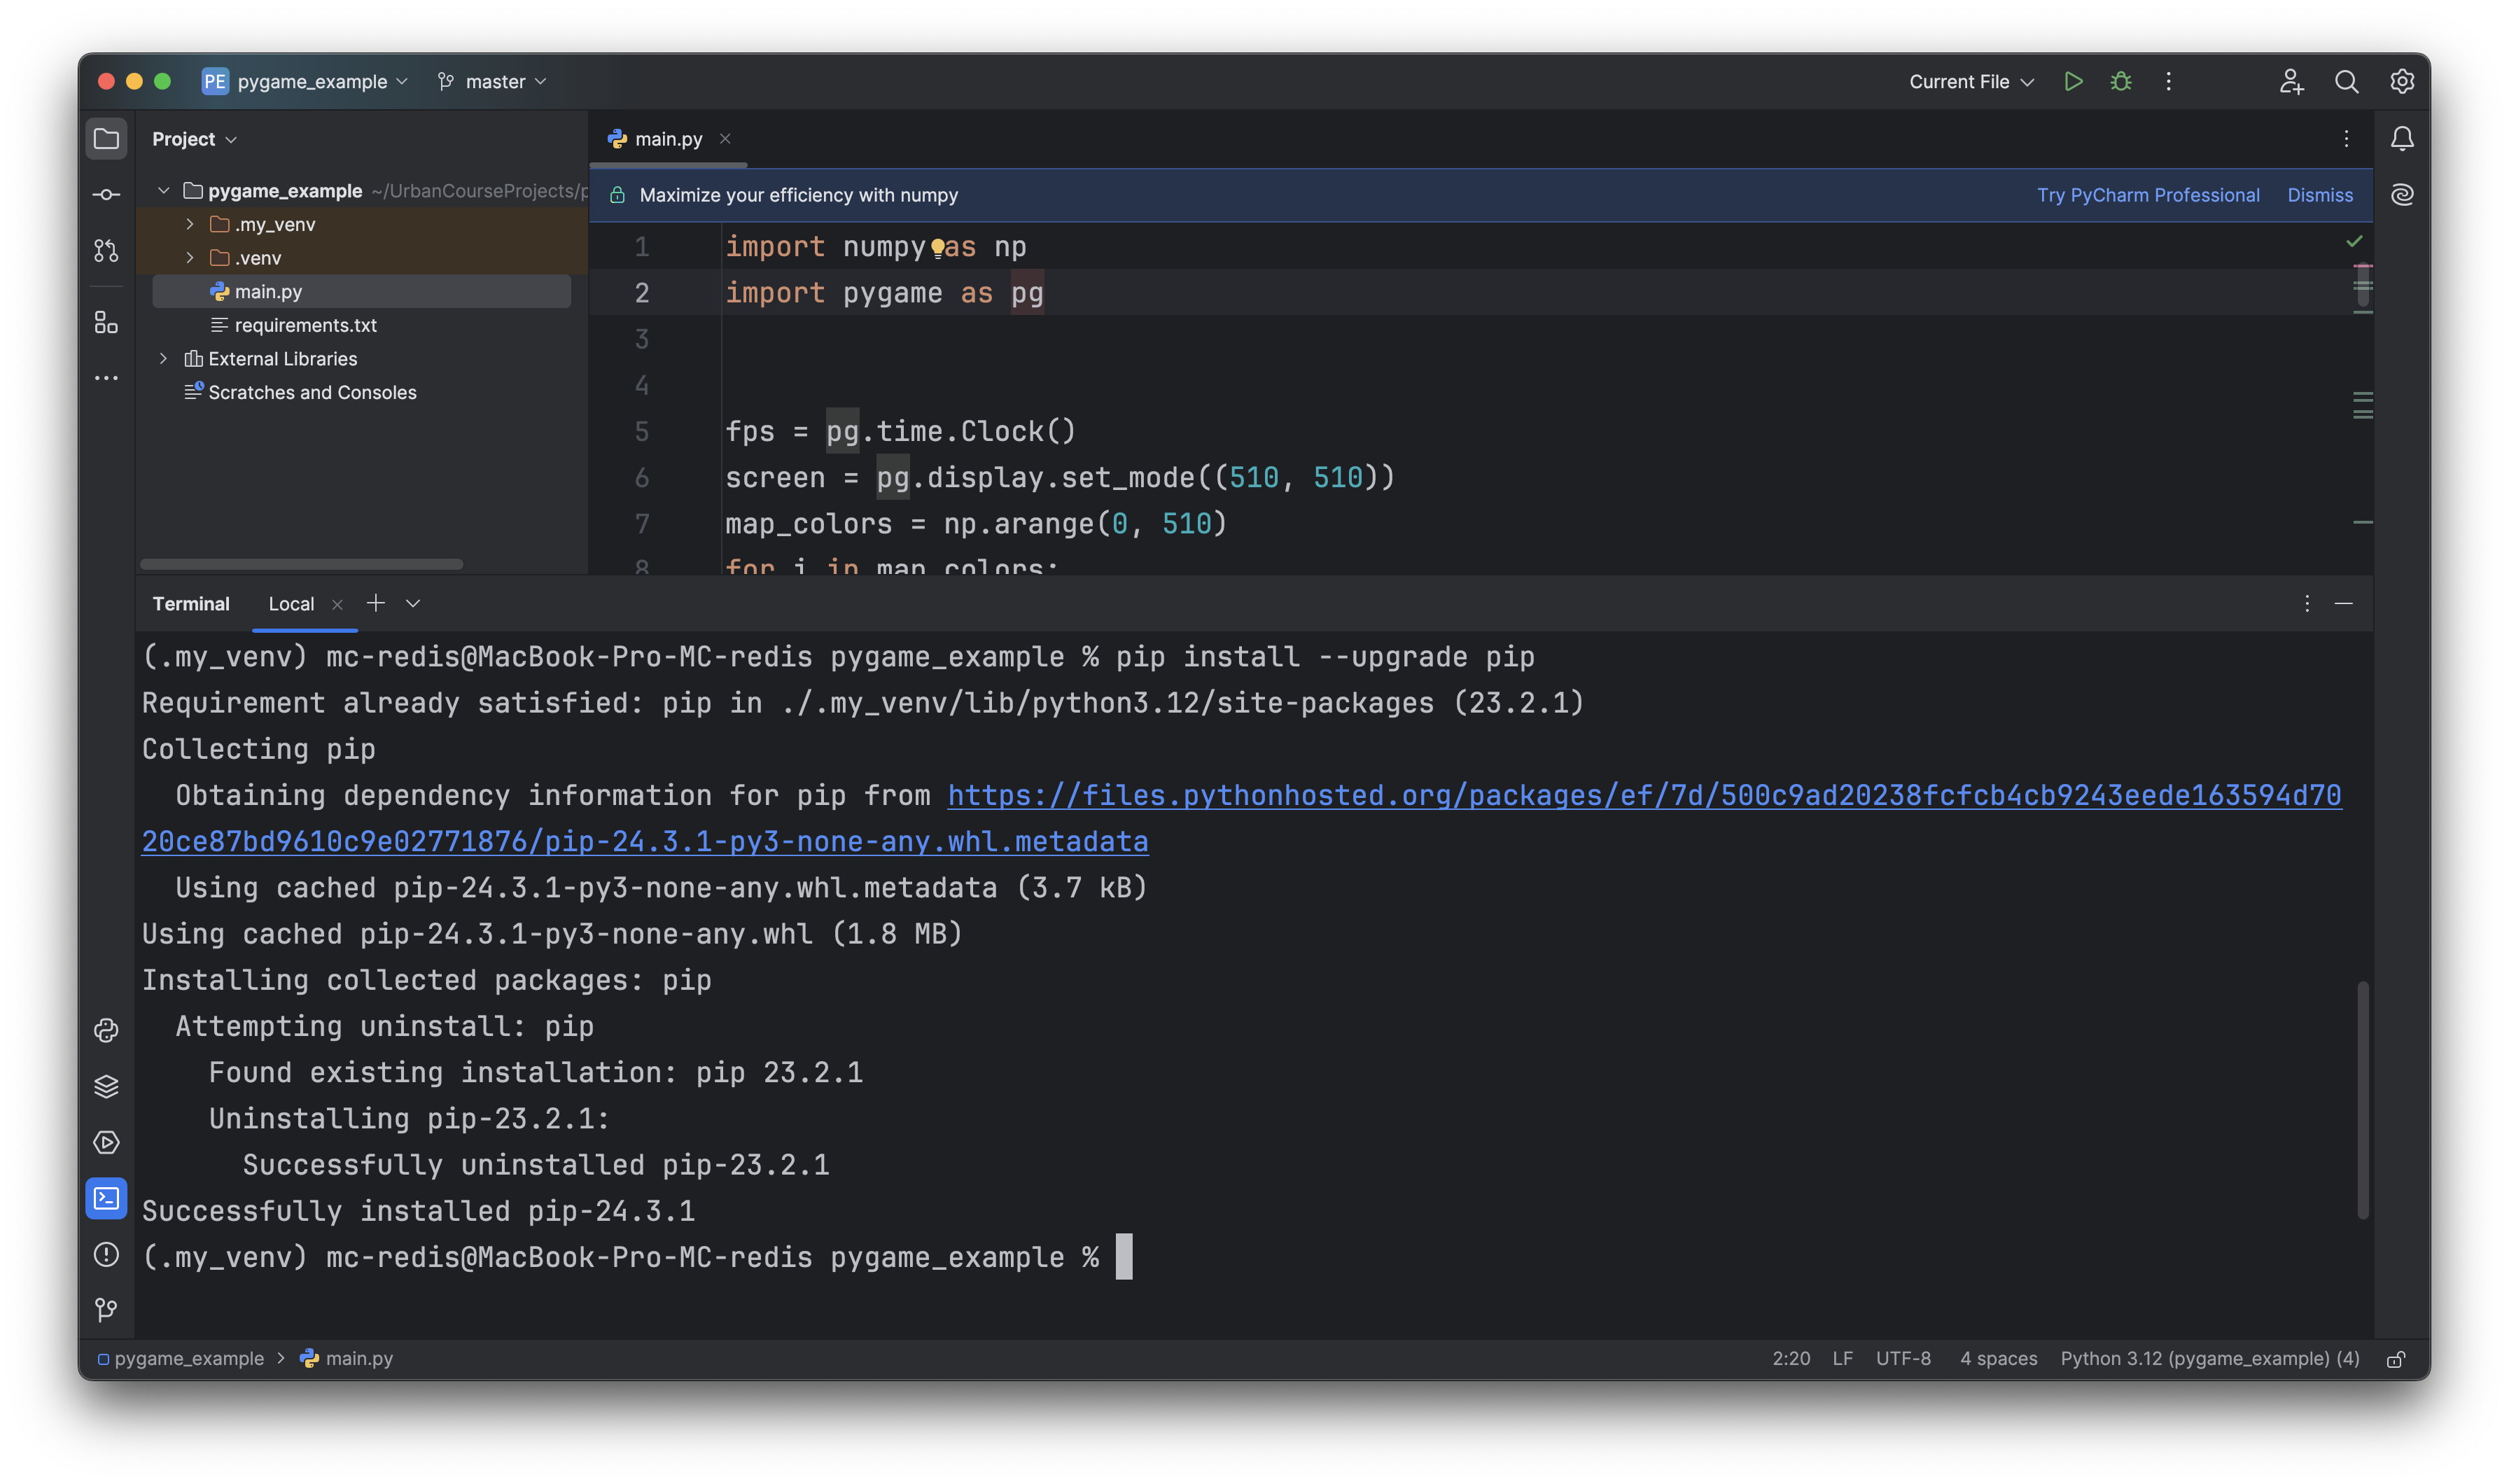 PE pygame_example master
Current File
Project
pygame_example ~/UrbanCourseProjects/p
.my_venv
.venv
main.py
requirements.txt
External Libraries
Scratches and Consoles
main.py
Maximize your efficiency with numpy Try PyCharm Professional Dismiss
1 import numpy as np
2 import pygame as pg
3
4
5 fps = pg.time.Clock()
6 screen = pg.display.set_mode((510, 510))
7 map_colors = np.arange(0, 510)
8 for i in map_colors:
Terminal Local
(.my_venv) mc-redis@MacBook-Pro-MC-redis pygame_example % pip install --upgrade pip
Requirement already satisfied: pip in ./.my_venv/lib/python3.12/site-packages (23.2.1)
Collecting pip
Obtaining dependency information for pip from https://files.pythonhosted.org/packages/ef/7d/500c9ad20238fcfcb4cb9243eede163594d70
20ce87bd9610c9e02771876/pip-24.3.1-py3-none-any.whl.metadata
Using cached pip-24.3.1-py3-none-any.whl.metadata (3.7 kB)
Using cached pip-24.3.1-py3-none-any.whl (1.8 MB)
Installing collected packages: pip
Attempting uninstall: pip
Found existing installation: pip 23.2.1
Uninstalling pip-23.2.1:
Successfully uninstalled pip-23.2.1
Successfully installed pip-24.3.1
(.my_venv) mc-redis@MacBook-Pro-MC-redis pygame_example %
pygame_example > main.py
2:20 LF UTF-8 4 spaces Python 3.12 (pygame_example) (4)